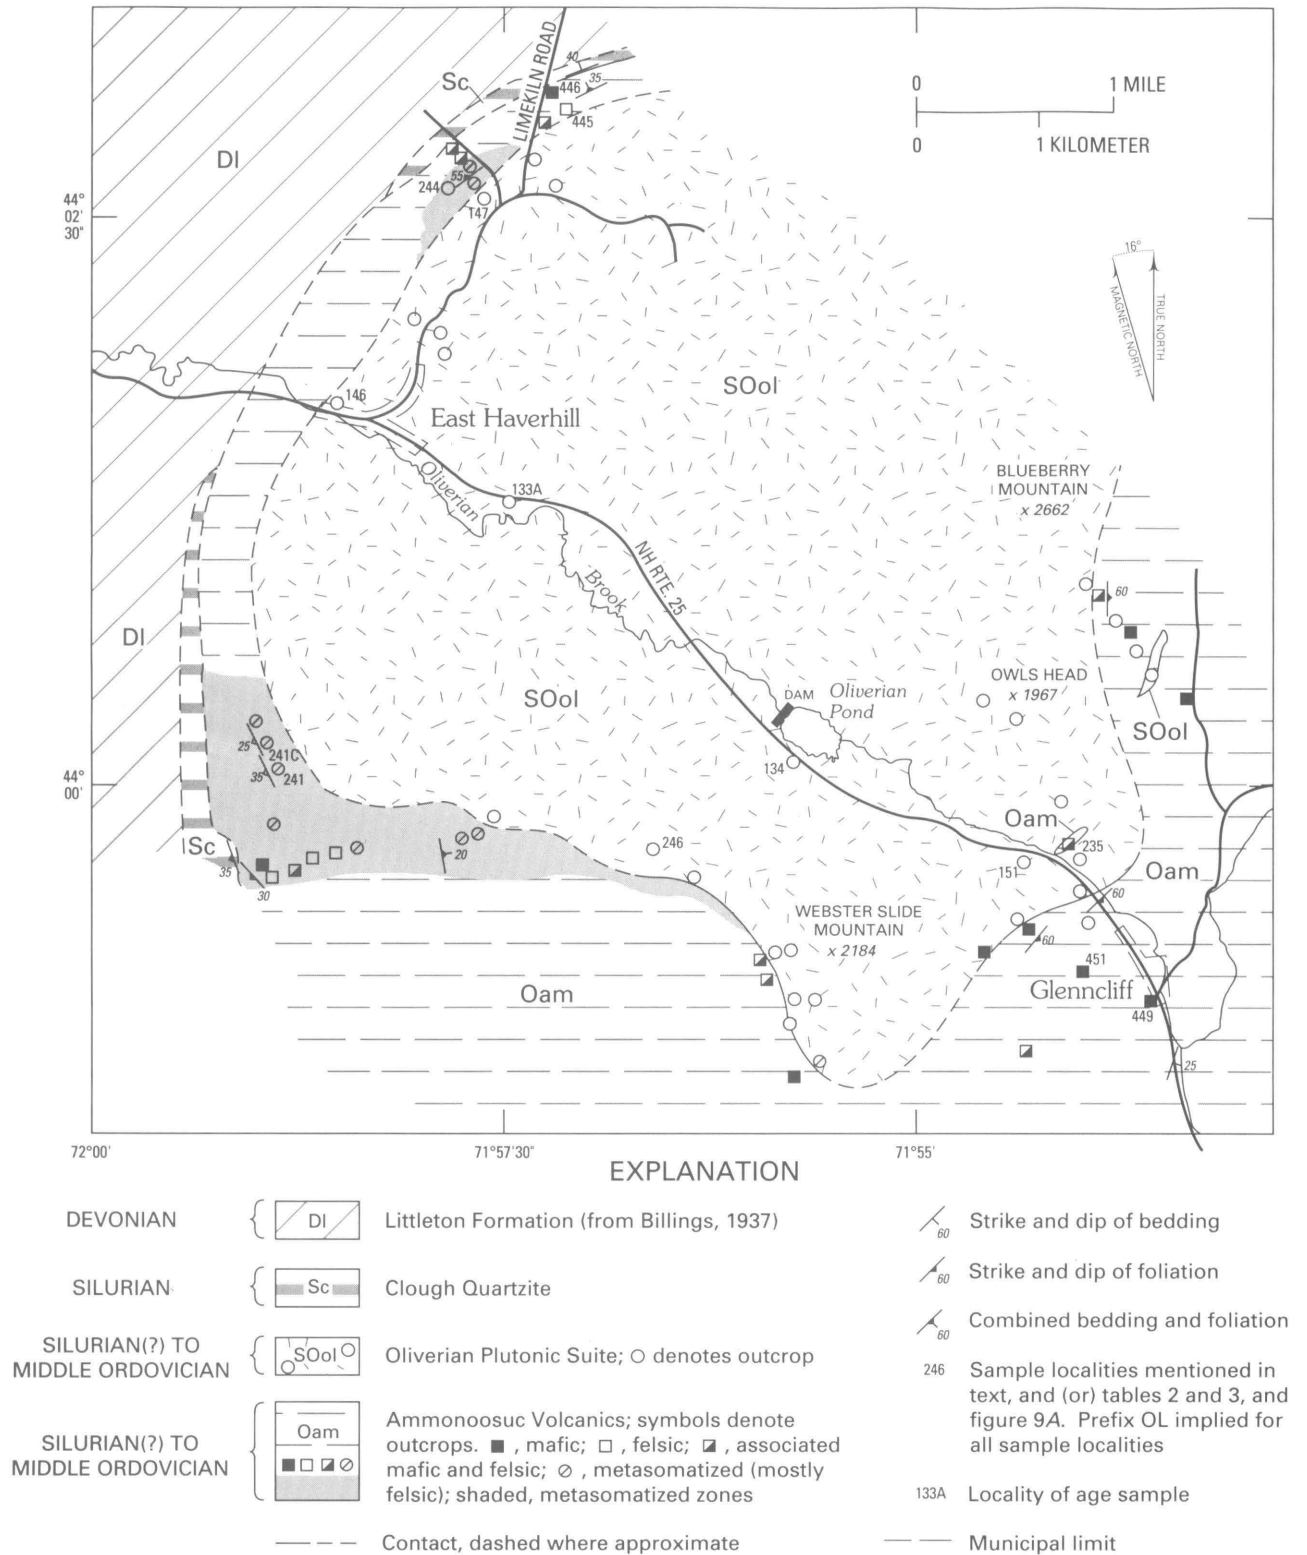 LIMEKILN ROAD
40
35
446
Sc
445
0 1 MILE
0 1 KILOMETER
Dl
55
244
147
44°
02'
30"
16°
MAGNETIC NORTH
TRUE NORTH
SOol
146
East Haverhill
Oliverian
133A
BLUEBERRY
MOUNTAIN
x 2662
NH RTE. 25
Brook
60
Dl
OWLS HEAD
x 1967
SOol
DAM
Oliverian
Pond
SOol
25
241C
35
241
134
44°
00'
Oam
235
Sc
246
20
151
Oam
35
30
60
WEBSTER SLIDE
MOUNTAIN
x 2184
60
451
Oam
Glenncliff
449
25
72°00'
71°57'30"
71°55'
EXPLANATION
DEVONIAN
Dl
Littleton Formation (from Billings, 1937)
SILURIAN
Sc
Clough Quartzite
SILURIAN(?) TO
MIDDLE ORDOVICIAN
SOol
Oliverian Plutonic Suite; ○ denotes outcrop
SILURIAN(?) TO
MIDDLE ORDOVICIAN
Oam
Ammonoosuc Volcanics; symbols denote
outcrops. ■ , mafic; □ , felsic; ◪ , associated
mafic and felsic; ⊘ , metasomatized (mostly
felsic); shaded, metasomatized zones
Contact, dashed where approximate
60 Strike and dip of bedding
60 Strike and dip of foliation
60 Combined bedding and foliation
246 Sample localities mentioned in
text, and (or) tables 2 and 3, and
figure 9A. Prefix OL implied for
all sample localities
133A Locality of age sample
Municipal limit